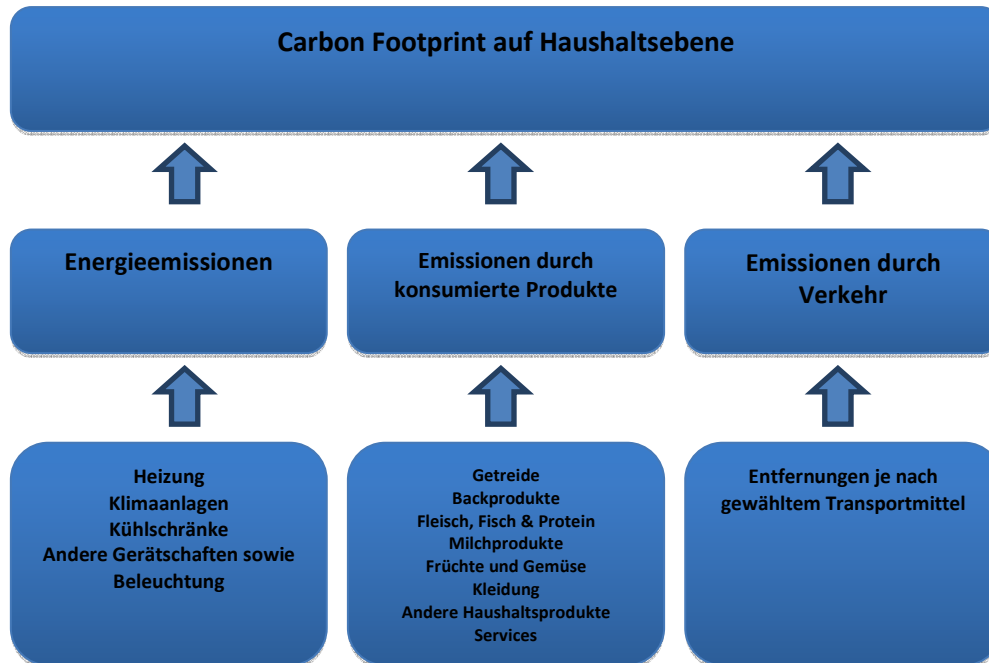 Carbon Footprint auf Haushaltsebene
Energieemissionen
Emissionen durch
konsumierte Produkte
Emissionen durch
Verkehr
Heizung
Klimaanlagen
Kühlschränke
Andere Gerätschaften sowie
Beleuchtung
Getreide
Backprodukte
Fleisch, Fisch & Protein
Milchprodukte
Früchte und Gemüse
Kleidung
Andere Haushaltsprodukte
Services
Entfernungen je nach
gewähltem Transportmittel